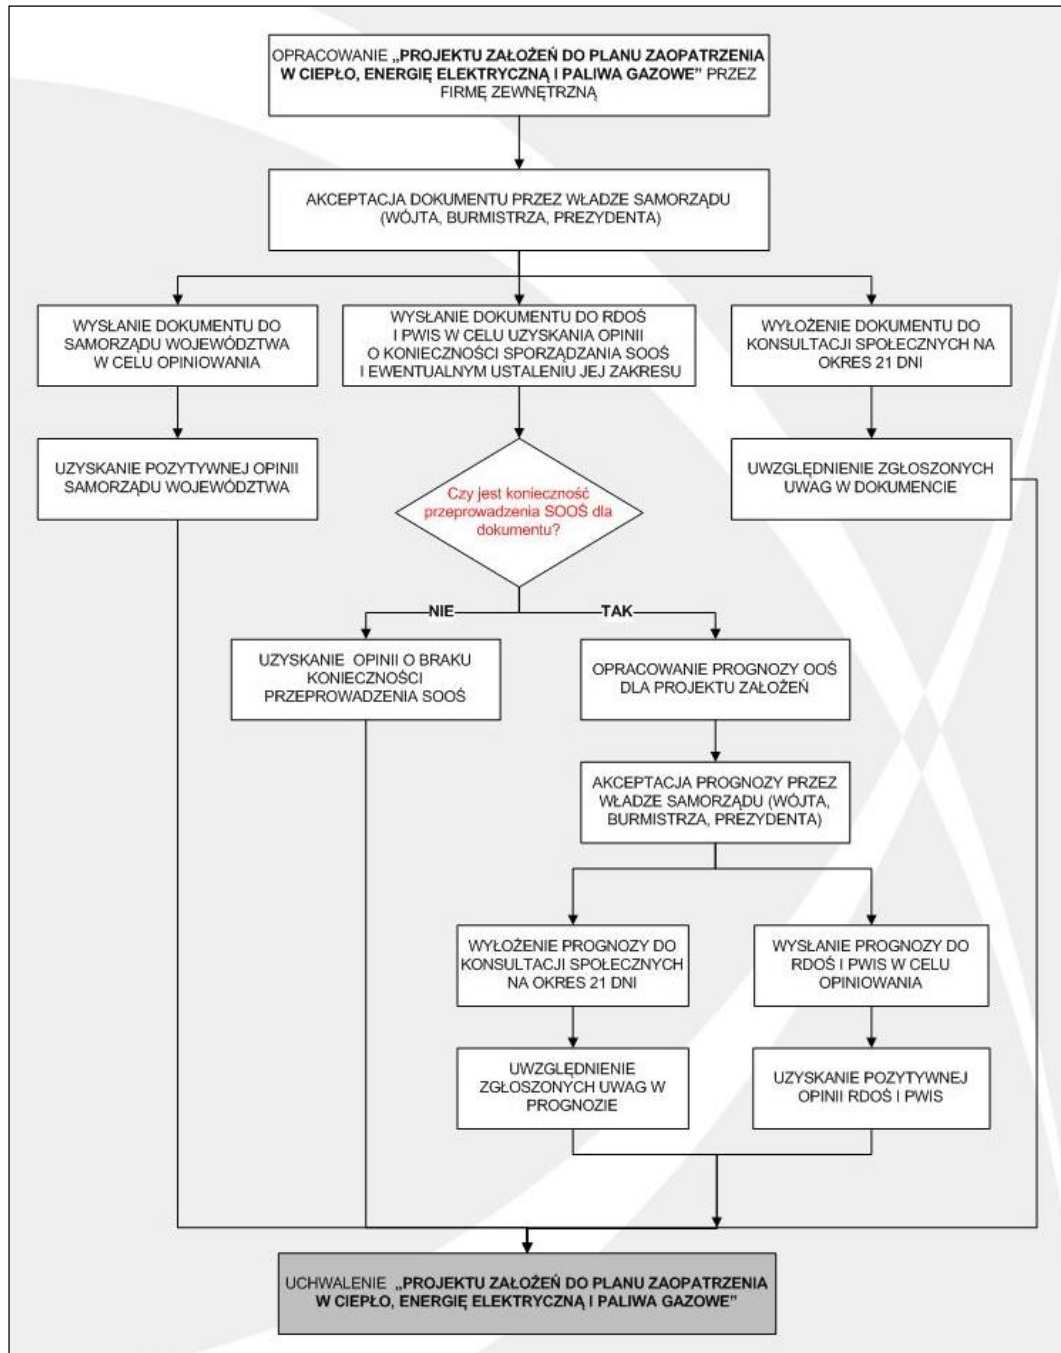 OPRACOWANIE „PROJEKTU ZAŁOŻEŃ DO PLANU ZAOPATRZENIA
W CIEPŁO, ENERGIĘ ELEKTRYCZNĄ I PALIWA GAZOWE” PRZEZ
FIRMĘ ZEWNĘTRZNĄ
AKCEPTACJA DOKUMENTU PRZEZ WŁADZE SAMORZĄDU
(WÓJTA, BURMISTRZA, PREZYDENTA)
WYSŁANIE DOKUMENTU DO
SAMORZĄDU WOJEWÓDZTWA
W CELU OPINIOWANIA
WYSŁANIE DOKUMENTU DO RDOŚ
I PWIS W CELU UZYSKANIA OPINII
O KONIECZNOŚCI SPORZĄDZANIA SOOŚ
I EWENTUALNYM USTALENIU JEJ ZAKRESU
WYŁOŻENIE DOKUMENTU DO
KONSULTACJI SPOŁECZNYCH NA
OKRES 21 DNI
UZYSKANIE POZYTYWNEJ OPINII
SAMORZĄDU WOJEWÓDZTWA
Czy jest konieczność
przeprowadzenia SOOŚ dla
dokumentu?
UWZGLĘDNIENIE ZGŁOSZONYCH
UWAG W DOKUMENCIE
NIE
TAK
UZYSKANIE OPINII O BRAKU
KONIECZNOŚCI
PRZEPROWADZENIA SOOŚ
OPRACOWANIE PROGNOZY OOŚ
DLA PROJEKTU ZAŁOŻEŃ
AKCEPTACJA PROGNOZY PRZEZ
WŁADZE SAMORZĄDU (WÓJTA,
BURMISTRZA, PREZYDENTA)
WYŁOŻENIE PROGNOZY DO
KONSULTACJI SPOŁECZNYCH
NA OKRES 21 DNI
WYSŁANIE PROGNOZY DO
RDOŚ I PWIS W CELU
OPINIOWANIA
UWZGLĘDNIENIE
ZGŁOSZONYCH UWAG W
PROGNOZIE
UZYSKANIE POZYTYWNEJ
OPINII RDOŚ I PWIS
UCHWALENIE „PROJEKTU ZAŁOŻEŃ DO PLANU ZAOPATRZENIA
W CIEPŁO, ENERGIĘ ELEKTRYCZNĄ I PALIWA GAZOWE”